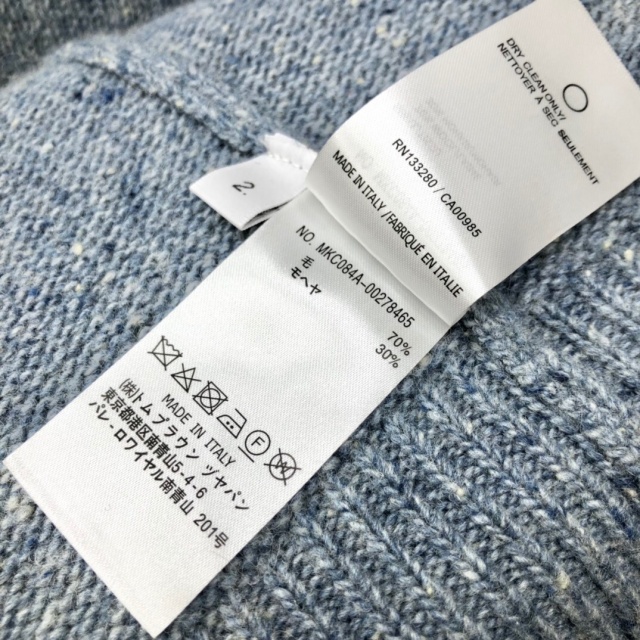 DRY CLEAN ONLY/
NETTOYER A SEC SEULEMENT
RN133280 / CA00985
MADE IN ITALY /FABRIQUÉ EN ITALIE
2.
NO. MKC084A-00278465
毛 70%
モヘヤ 30%
MADE IN ITALY
(株)トム ブラウン ジャパン
東京都港区南青山5-4-6
パレ・ロワイヤル南青山 201号